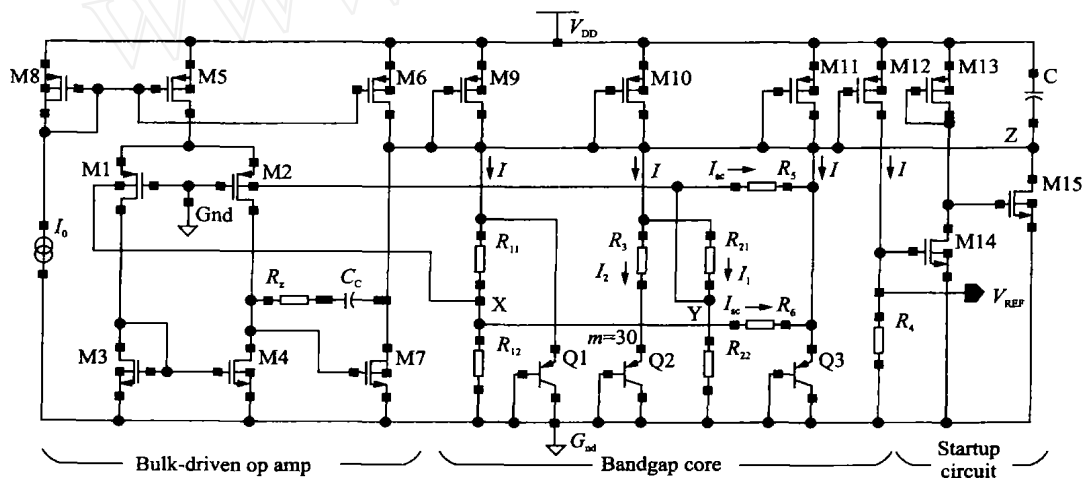 V_DD
M8
M5
M6
M9
M10
M11
M12
M13
C
Z
M1
M2
I
I
I_sc
R_5
I
I
M15
Gnd
I_0
R_11
R_3
R_21
M14
I_2
I_1
R_z
C_C
X
Y
I_sc
R_6
V_REF
R_12
m=30
R_4
M3
M4
M7
Q1
Q2
R_22
Q3
G_nd
Bulk-driven op amp
Bandgap core
Startup
circuit